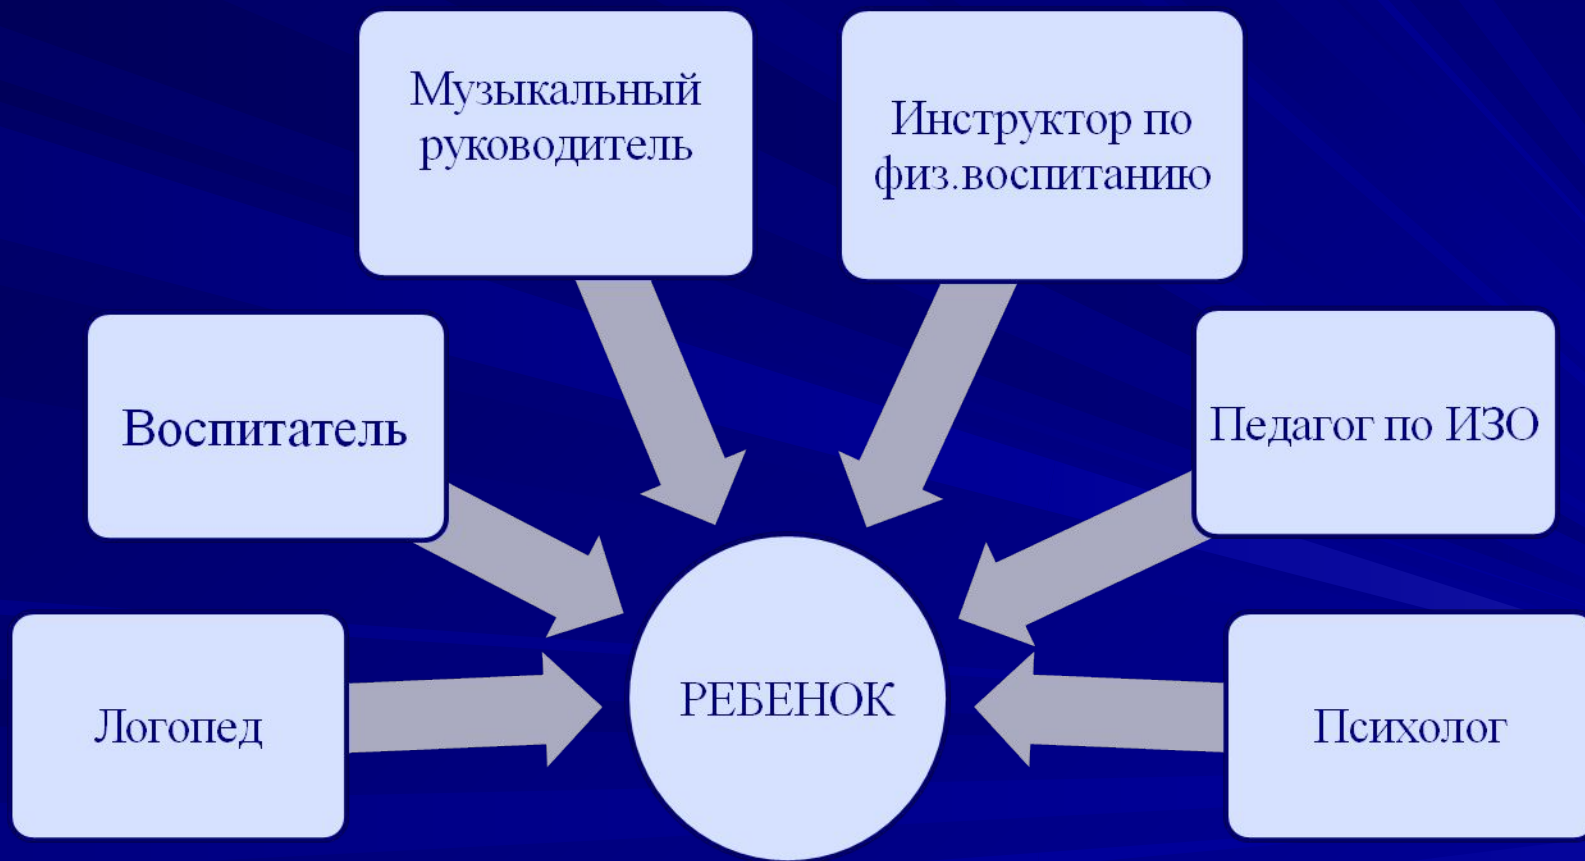 Музыкальный
руководитель
Инструктор по
физ.воспитанию
Воспитатель
Педагог по ИЗО
Логопед
РЕБЕНОК
Психолог